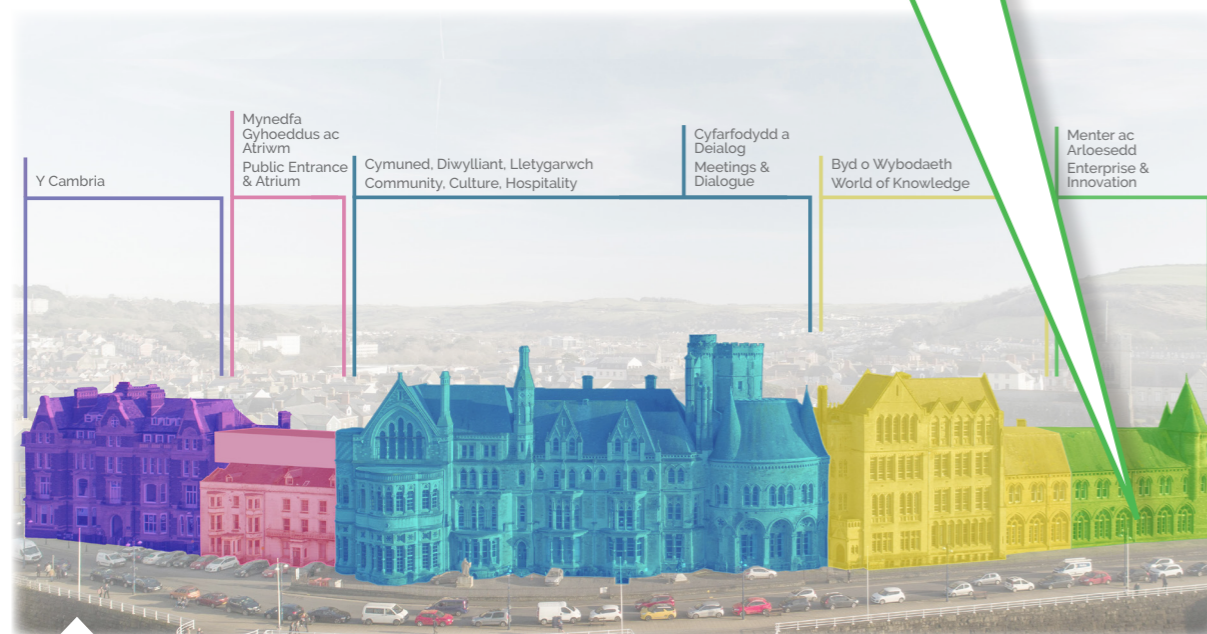 Y Cambria
Mynedfa
Gyhoeddus ac
Atriwm
Public Entrance
& Atrium
Cymuned, Diwylliant, Lletygarwch
Community, Culture, Hospitality
Cyfarfodydd a
Deialog
Meetings &
Dialogue
Byd o Wybodaeth
World of Knowledge
Menter ac
Arloesedd
Enterprise &
Innovation